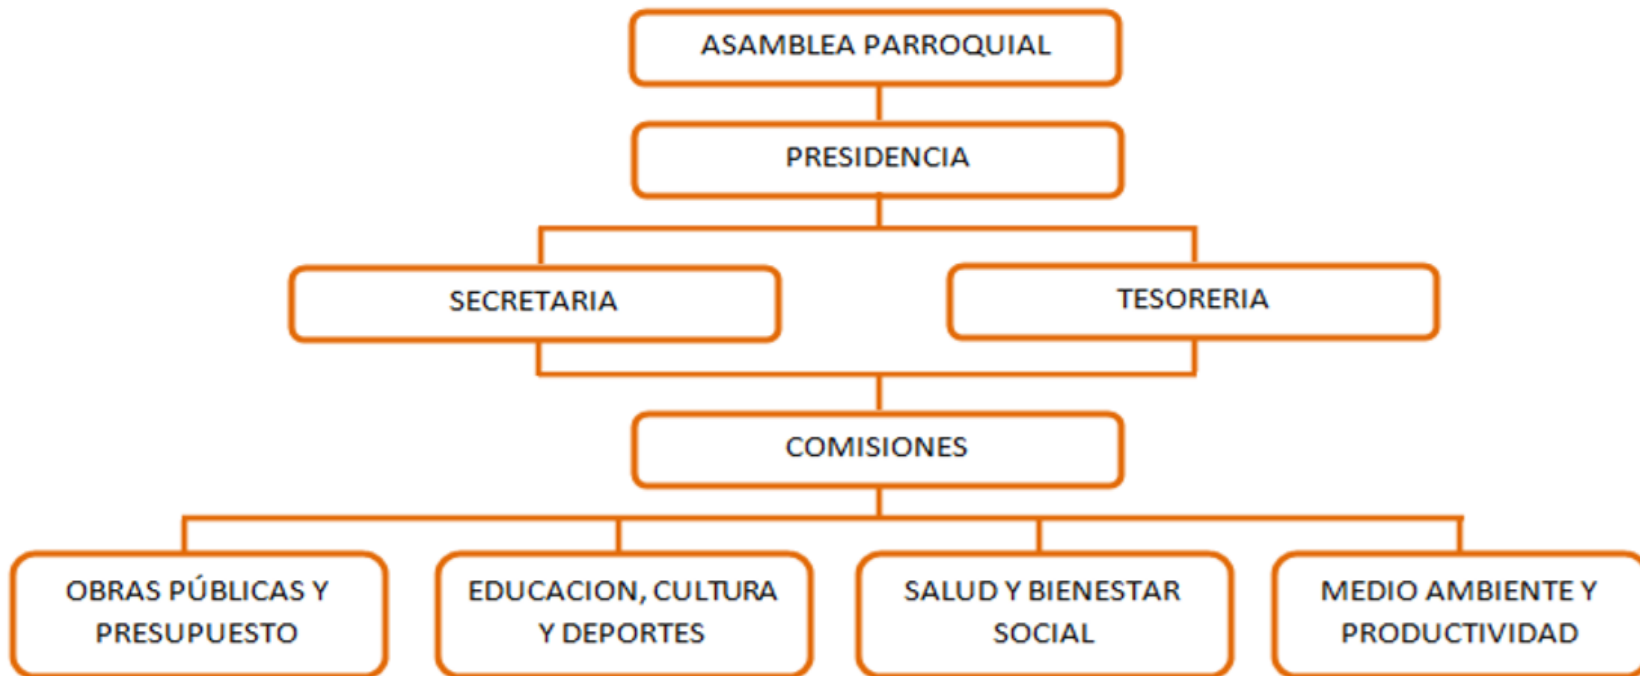 ASAMBLEA PARROQUIAL
PRESIDENCIA
SECRETARIA
TESORERIA
COMISIONES
OBRAS PÚBLICAS Y
PRESUPUESTO
EDUCACION, CULTURA
Y DEPORTES
SALUD Y BIENESTAR
SOCIAL
MEDIO AMBIENTE Y
PRODUCTIVIDAD